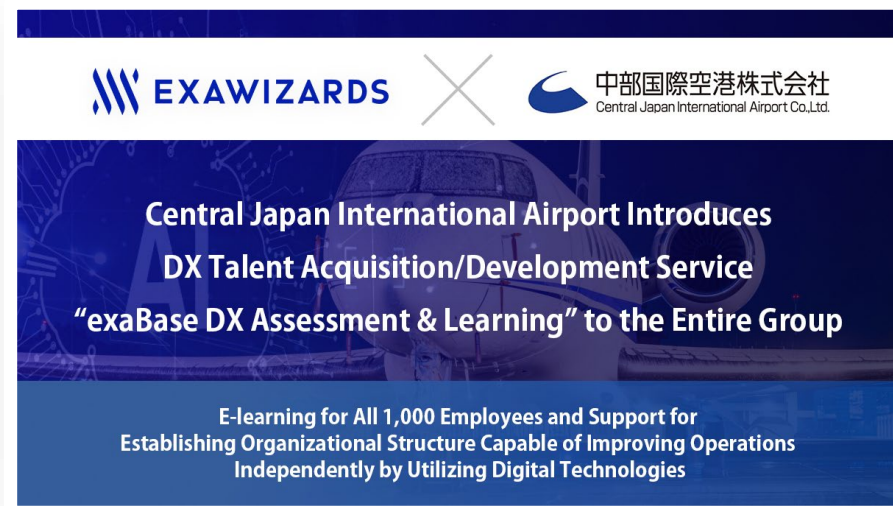 EXAWIZARDS
中部国際空港株式会社
Central Japan International Airport Co.,Ltd.
Central Japan International Airport Introduces
DX Talent Acquisition/Development Service
“exaBase DX Assessment & Learning” to the Entire Group
AI
E-learning for All 1,000 Employees and Support for
Establishing Organizational Structure Capable of Improving Operations
Independently by Utilizing Digital Technologies